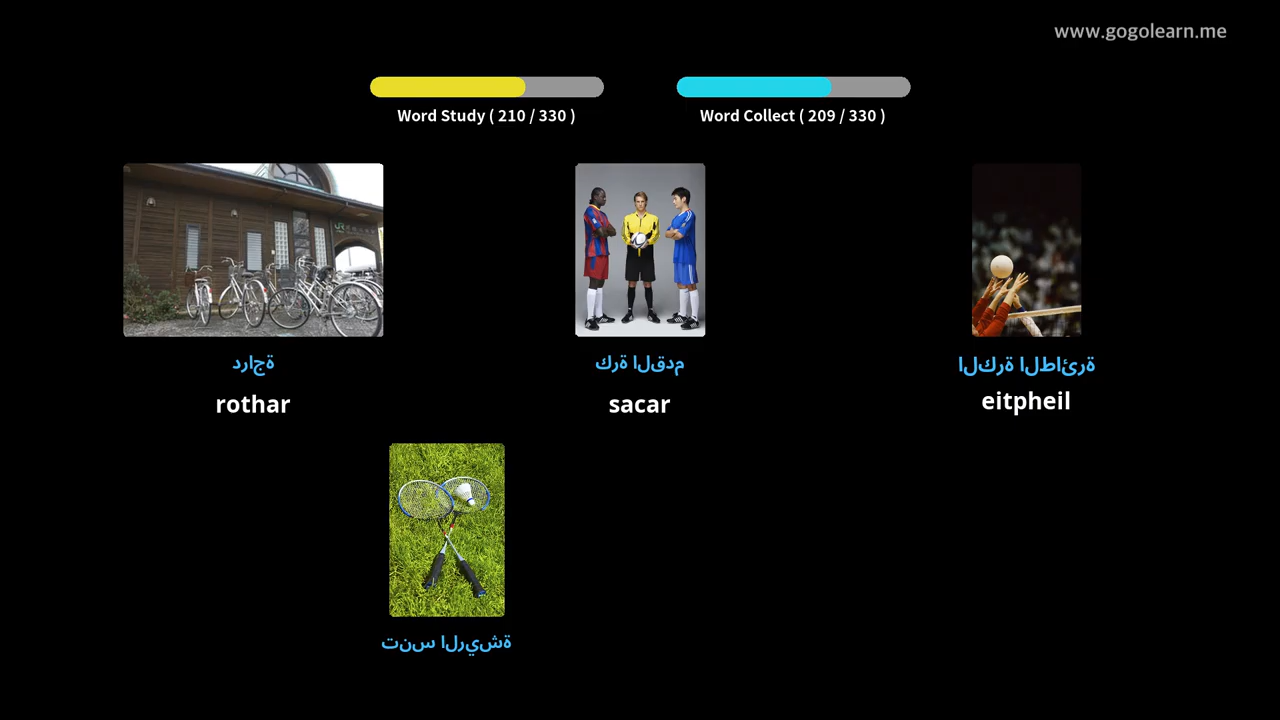 www.gogolearn.me
Word Study ( 210 / 330 )
Word Collect ( 209 / 330 )
JR
دراجة
كرة القدم
الكرة الطائرة
rothar
sacar
eitpheil
تنس الريشة